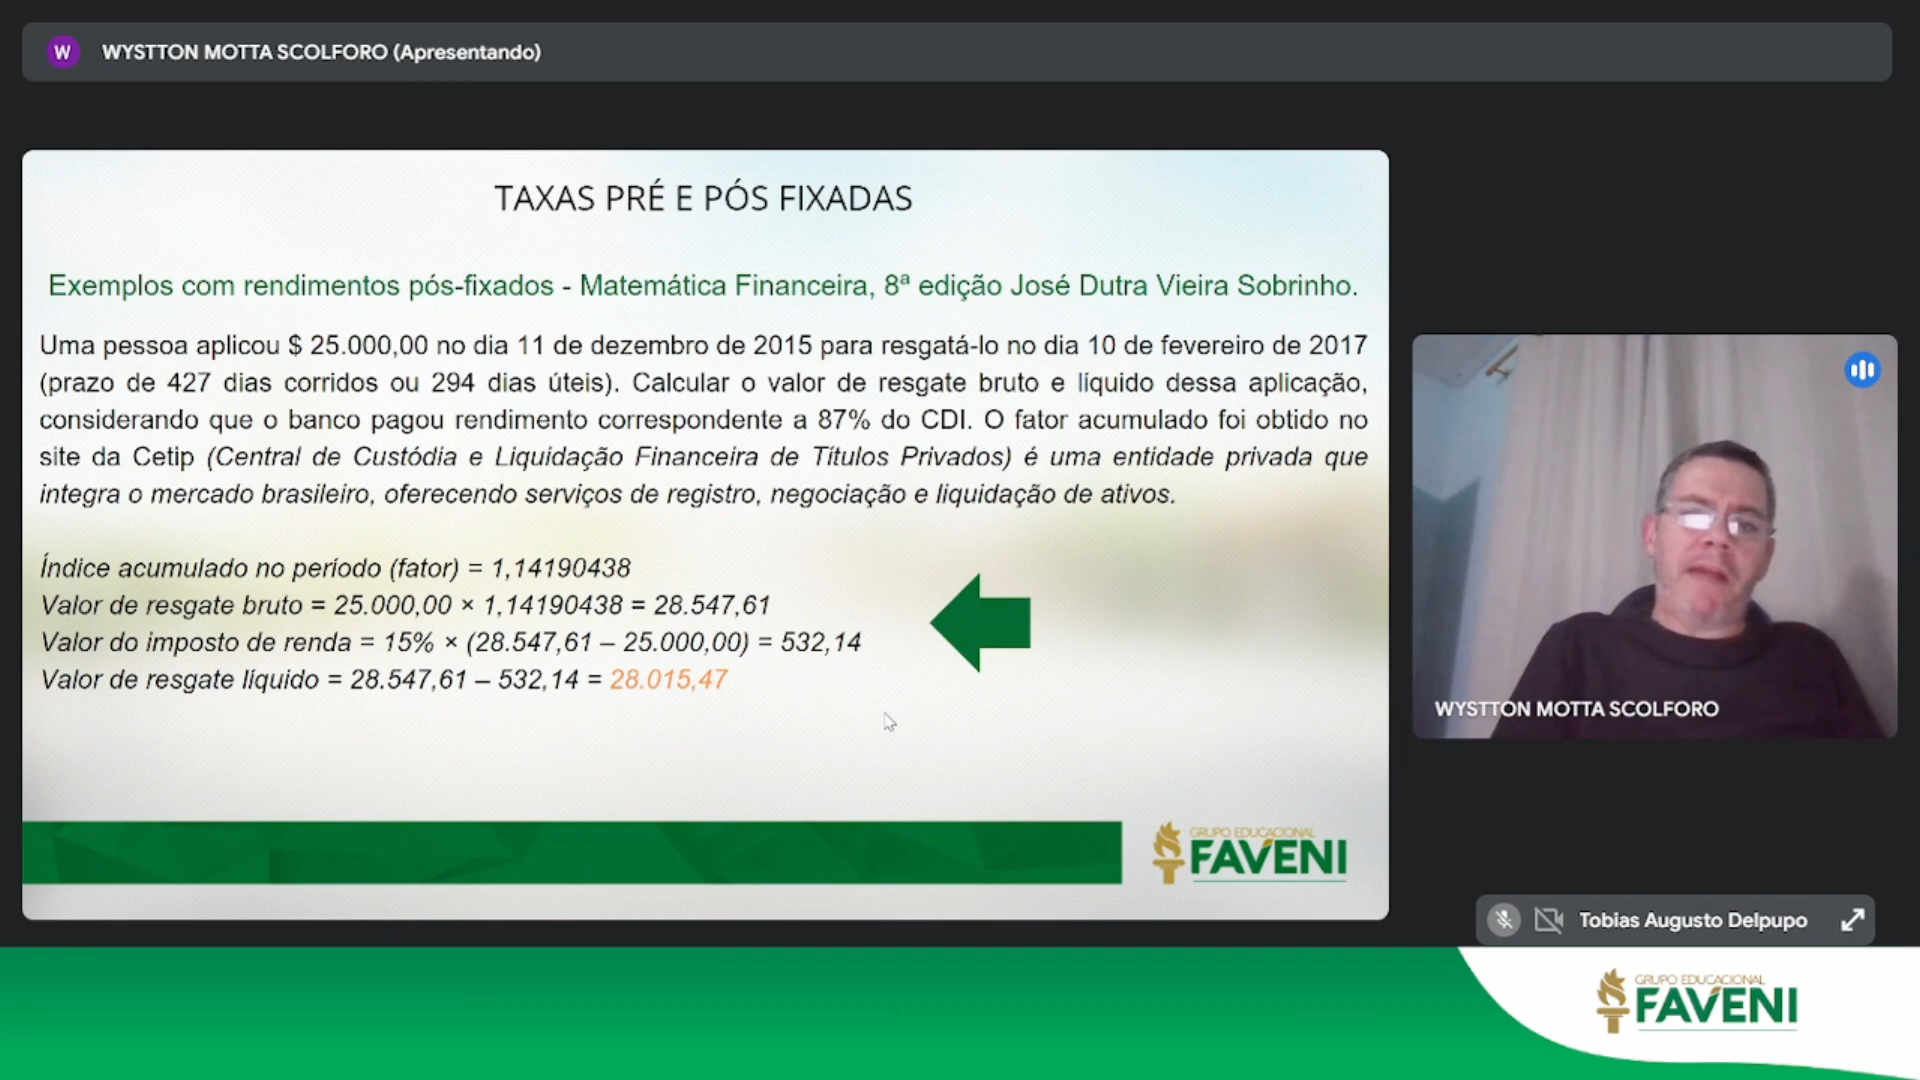 W
WYSTTON MOTTA SCOLFORO (Apresentando)
TAXAS PRÉ E PÓS FIXADAS
Exemplos com rendimentos pós-fixados - Matemática Financeira, 8ª edição José Dutra Vieira Sobrinho.
Uma pessoa aplicou $ 25.000,00 no dia 11 de dezembro de 2015 para resgatá-lo no dia 10 de fevereiro de 2017
(prazo de 427 dias corridos ou 294 dias úteis). Calcular o valor de resgate bruto e líquido dessa aplicação,
considerando que o banco pagou rendimento correspondente a 87% do CDI. O fator acumulado foi obtido no
site da Cetip (Central de Custódia e Liquidação Financeira de Títulos Privados) é uma entidade privada que
integra o mercado brasileiro, oferecendo serviços de registro, negociação e liquidação de ativos.
Índice acumulado no período (fator) = 1,14190438
Valor de resgate bruto = 25.000,00 × 1,14190438 = 28.547,61
Valor do imposto de renda = 15% × (28.547,61 – 25.000,00) = 532,14
Valor de resgate líquido = 28.547,61 – 532,14 = 28.015,47
GRUPO EDUCACIONAL
FAVENI
WYSTTON MOTTA SCOLFORO
Tobias Augusto Delpupo
GRUPO EDUCACIONAL
FAVENI